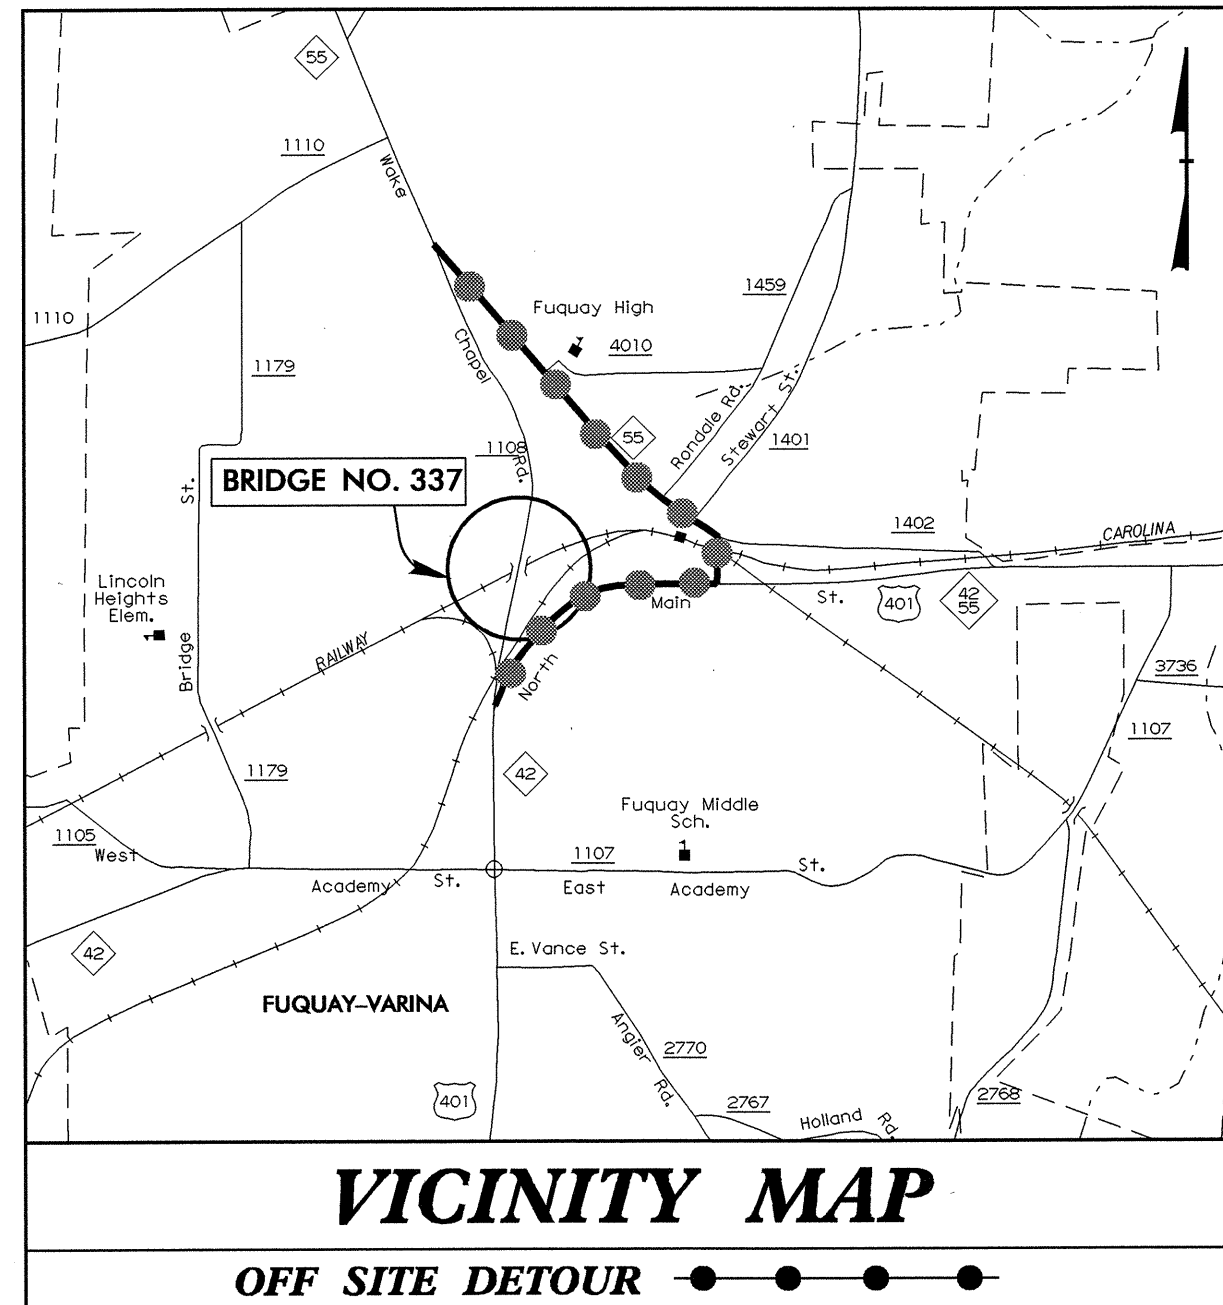 55
1110
Wake
1459
Fuquay High
4010
1110
Chapel
1179
Rondale Rd.
Stewart St.
55
1401
1108
Rd.
BRIDGE NO. 337
St.
1402
CAROLINA
Lincoln
Heights
Elem.
Main
St.
401
42
55
RAILWAY
Bridge
North
3736
1107
1179
42
Fuquay Middle
Sch.
1105
West
1107
St.
Academy
St.
East
Academy
42
E. Vance St.
FUQUAY–VARINA
Angier Rd.
2770
401
2767
Holland Rd.
2768
VICINITY MAP
OFF SITE DETOUR